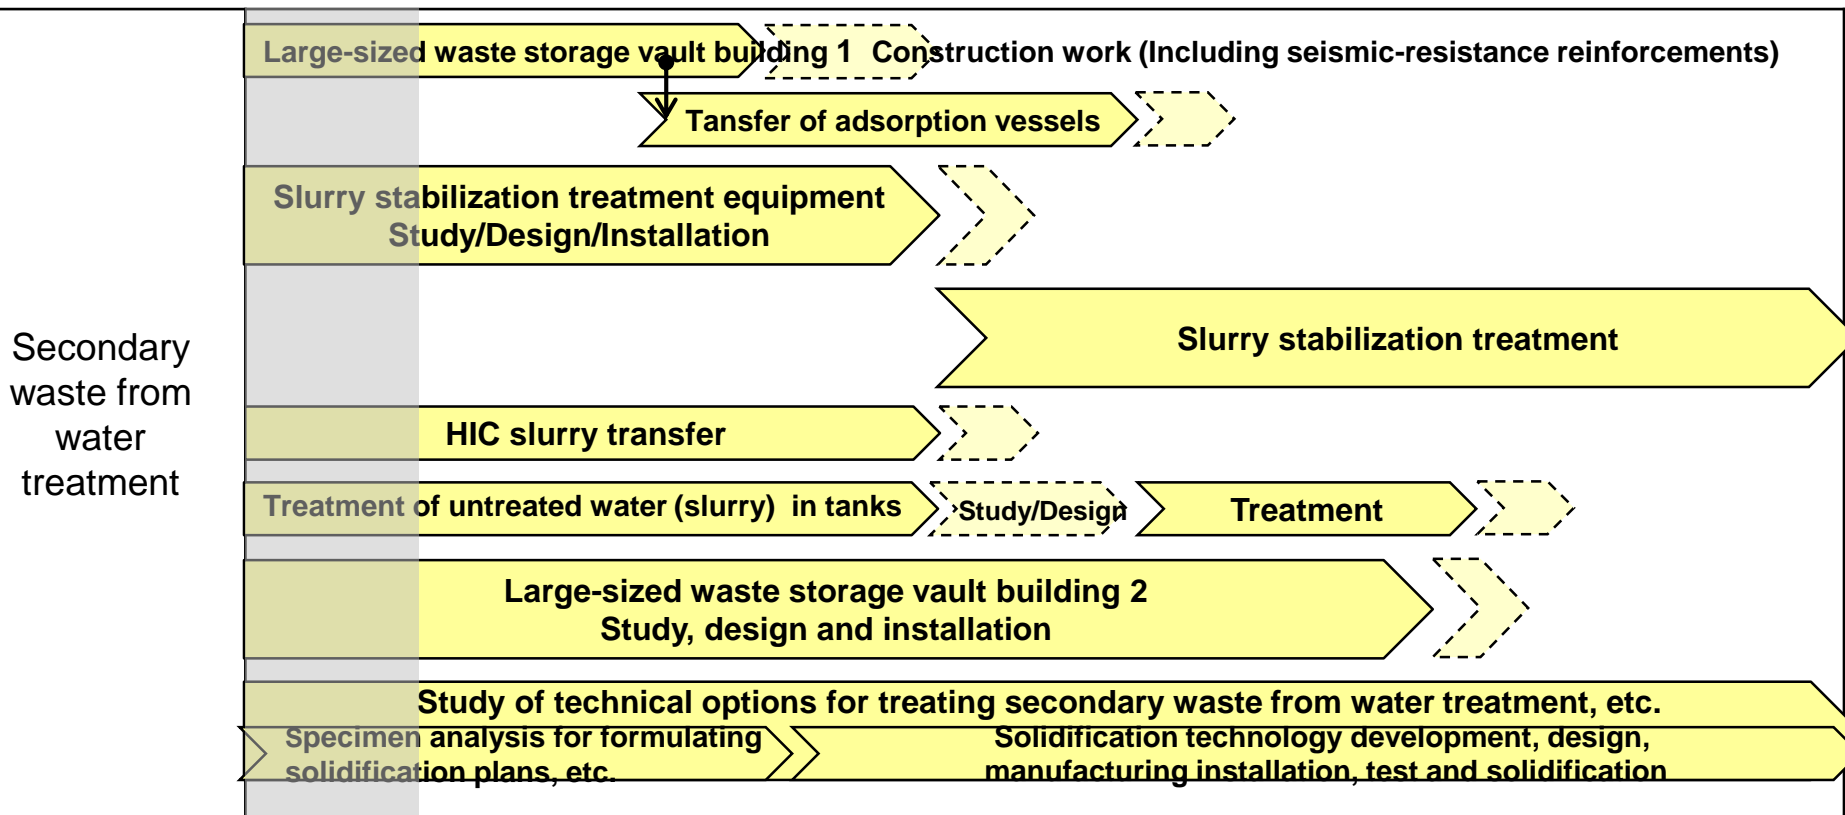 Large-sized waste storage vault building 1  Construction work (Including seismic-resistance reinforcements)
Tansfer of adsorption vessels
Slurry stabilization treatment equipment
Study/Design/Installation
Slurry stabilization treatment
Secondary
waste from
water
treatment
HIC slurry transfer
Treatment of untreated water (slurry)  in tanks
Study/Design
Treatment
Large-sized waste storage vault building 2
Study, design and installation
Study of technical options for treating secondary waste from water treatment, etc.
Specimen analysis for formulating
solidification plans, etc.
Solidification technology development, design,
manufacturing installation, test and solidification